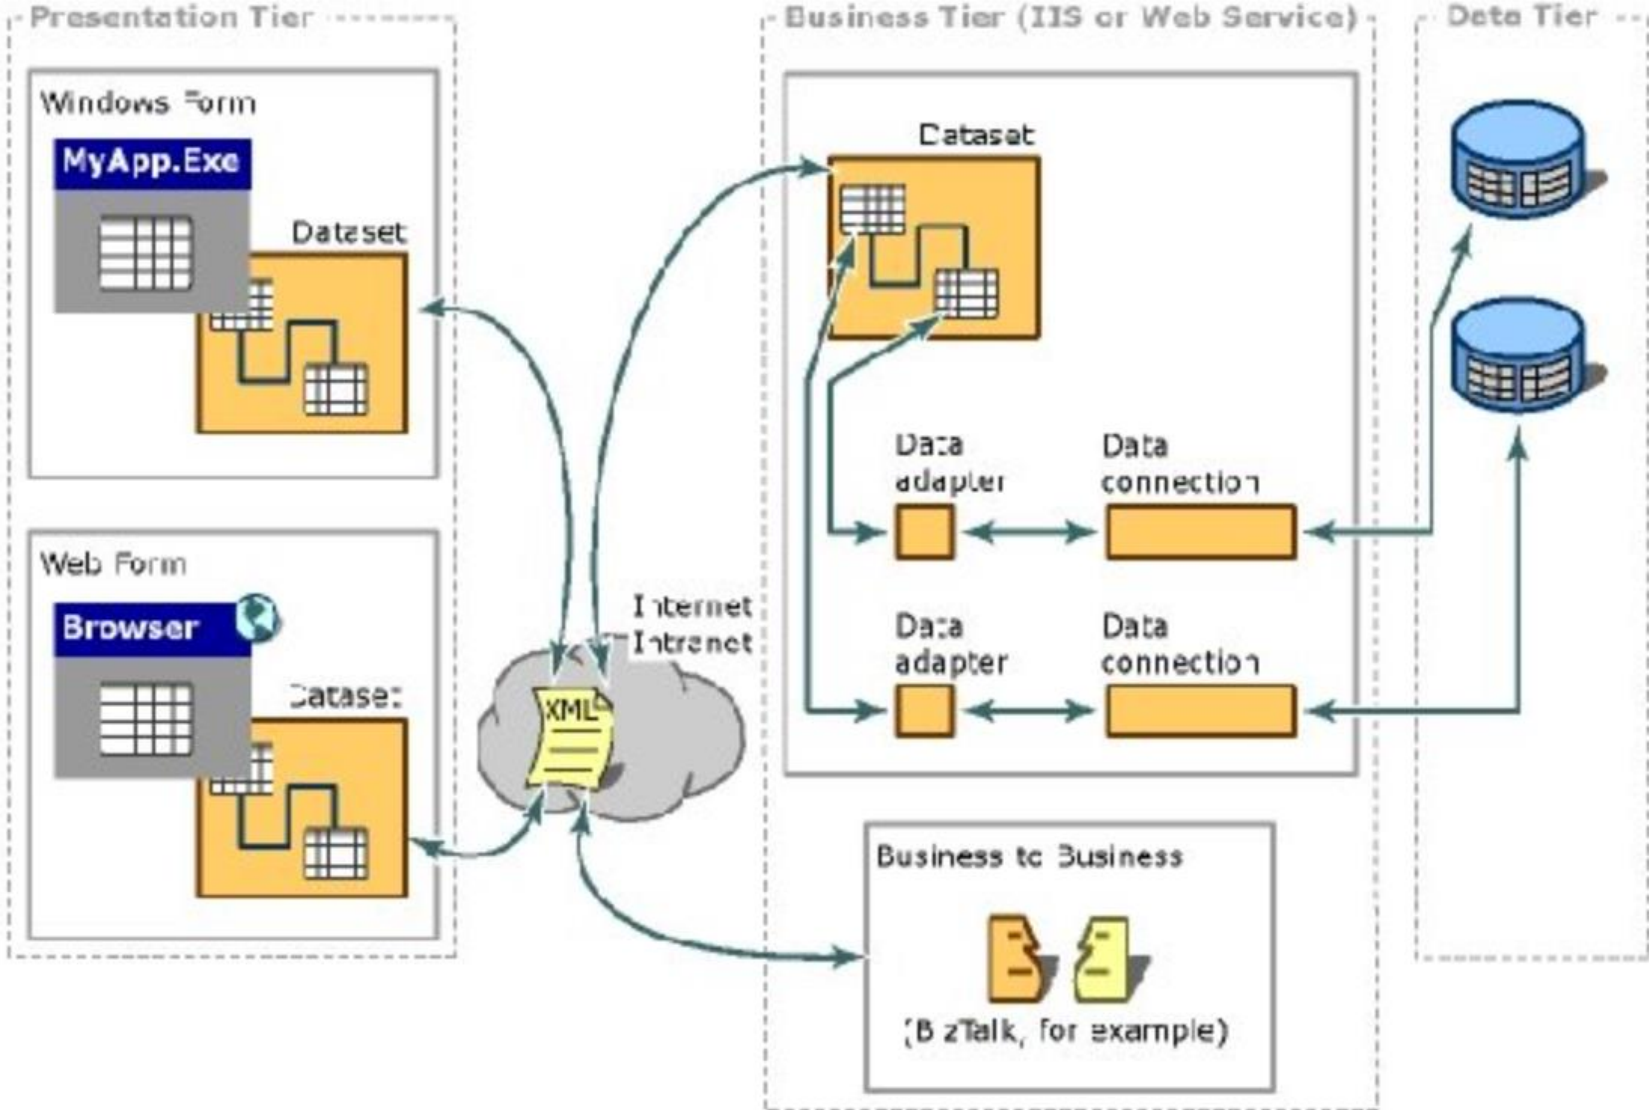 Presentation Tier
Windows Form
MyApp.Exe
Dataset
Web Form
Browser
Dataset
Internet
Intranet
XML
Business Tier (IIS or Web Service)
Dataset
Data
adapter
Data
connection
Data
adapter
Data
connection
Business to Business
(BizTalk, for example)
Data Tier